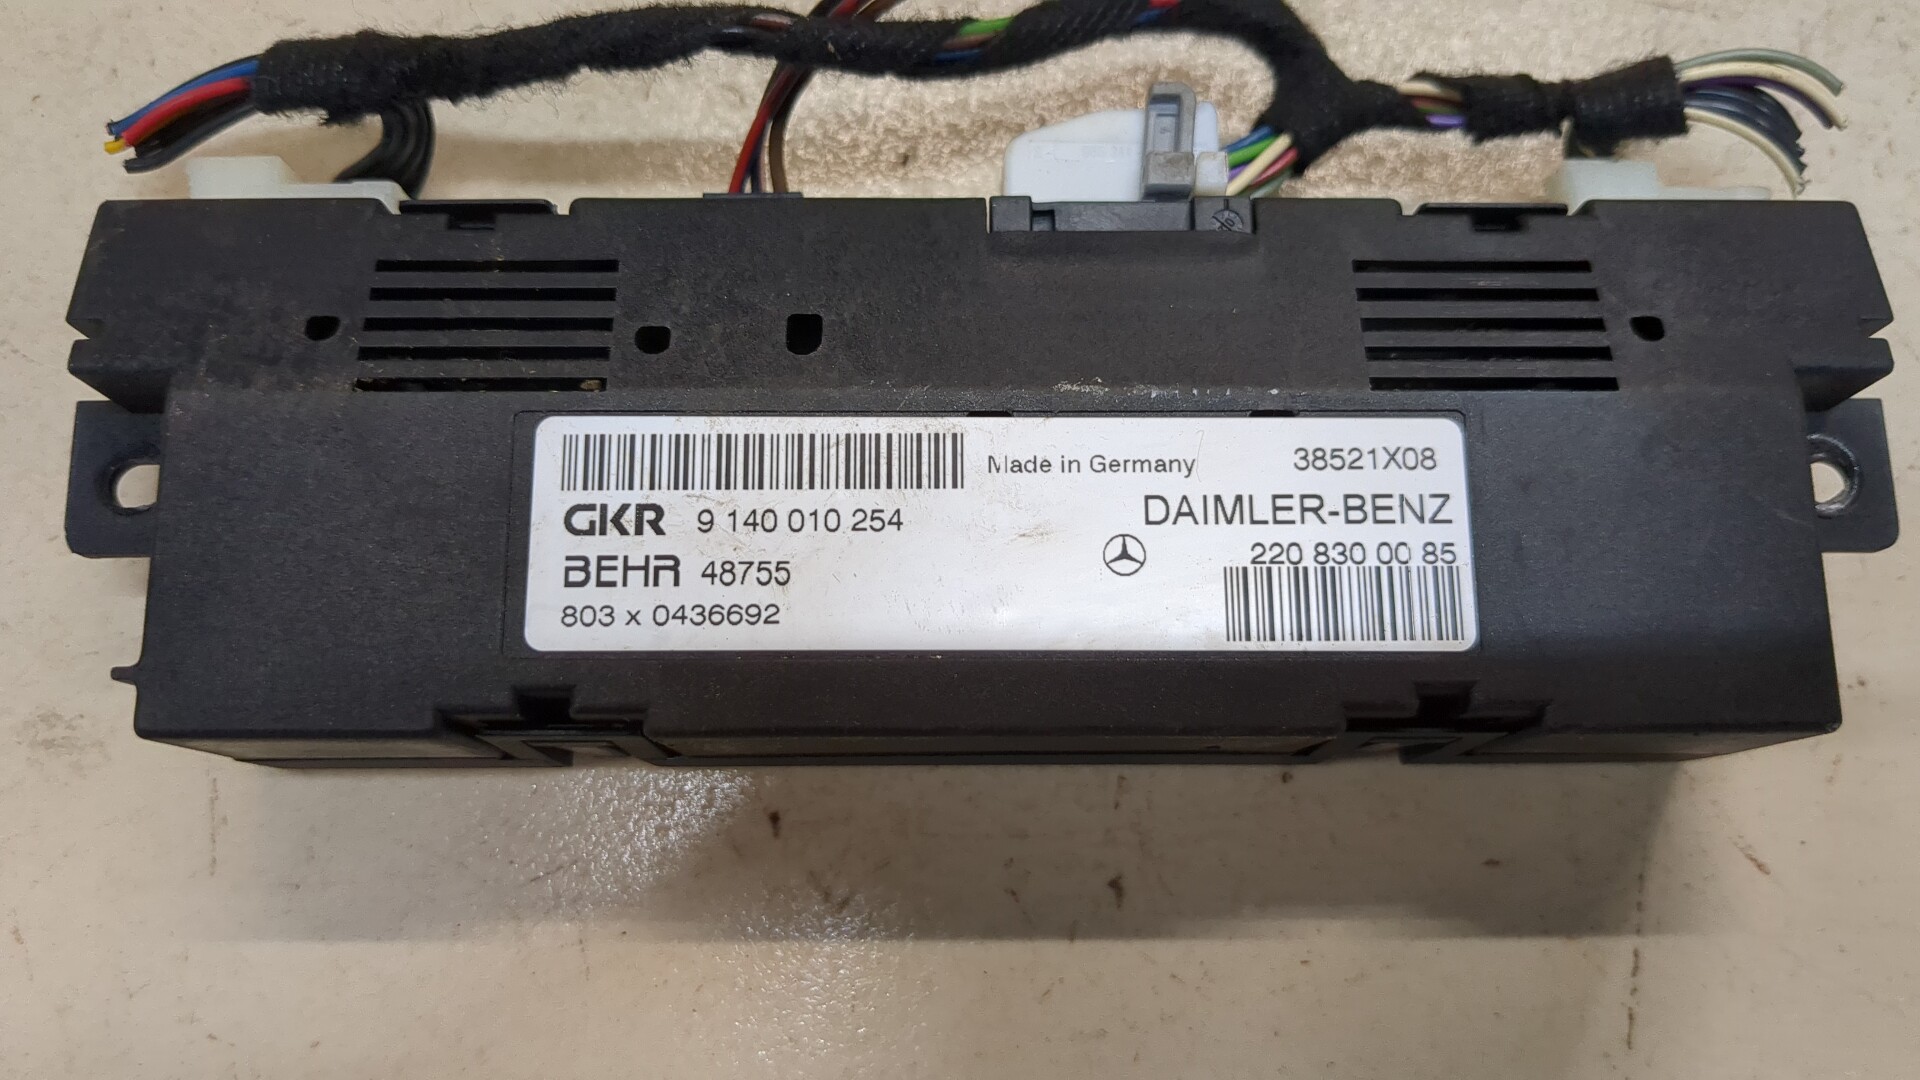 Made in Germany 38521X08
GKR 9 140 010 254 DAIMLER-BENZ
BEHR 48755 220 830 00 85
803 x 0436692